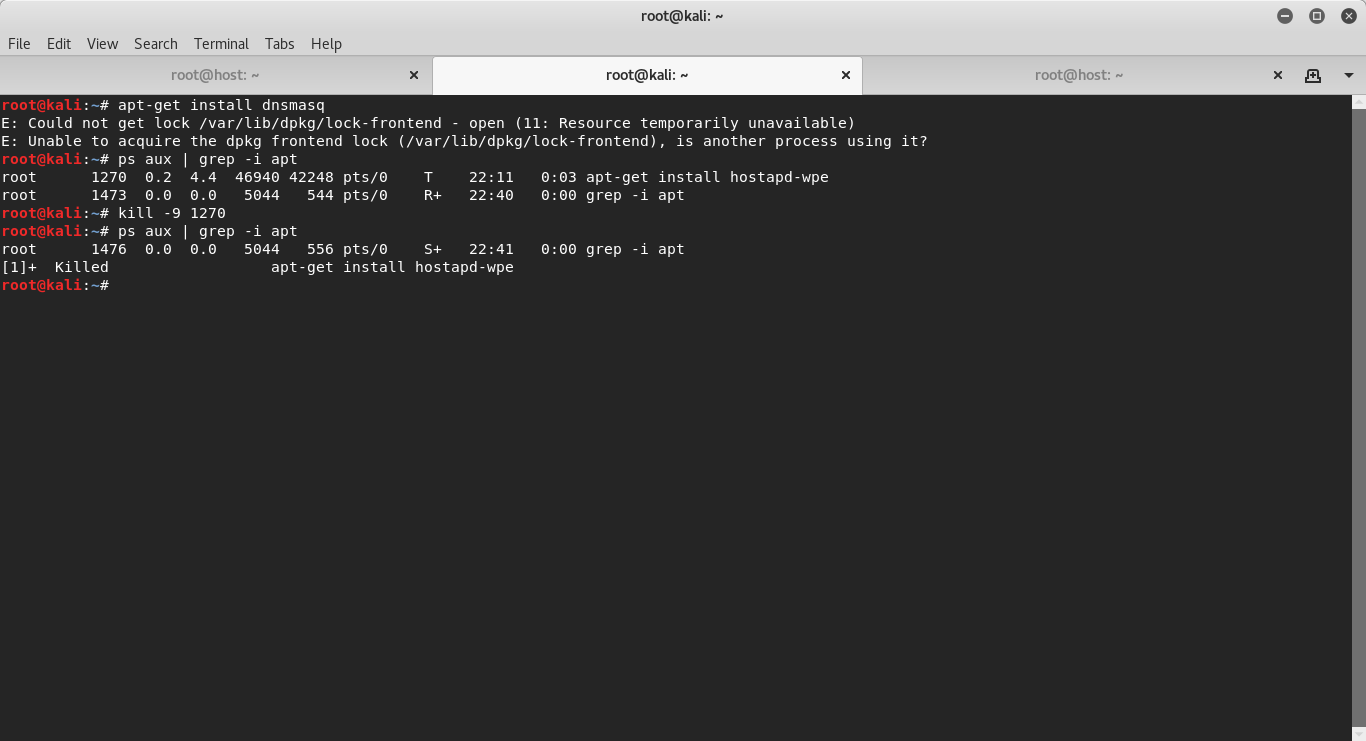 root@kali: ~
File Edit View Search Terminal Tabs Help
root@host: ~ root@kali: ~ root@host: ~
root@kali:~# apt-get install dnsmasq
E: Could not get lock /var/lib/dpkg/lock-frontend - open (11: Resource temporarily unavailable)
E: Unable to acquire the dpkg frontend lock (/var/lib/dpkg/lock-frontend), is another process using it?
root@kali:~# ps aux | grep -i apt
root      1270  0.2  4.4  46940 42248 pts/0    T    22:11   0:03 apt-get install hostapd-wpe
root      1473  0.0  0.0   5044   544 pts/0    R+   22:40   0:00 grep -i apt
root@kali:~# kill -9 1270
root@kali:~# ps aux | grep -i apt
root      1476  0.0  0.0   5044   556 pts/0    S+   22:41   0:00 grep -i apt
[1]+  Killed                  apt-get install hostapd-wpe
root@kali:~#